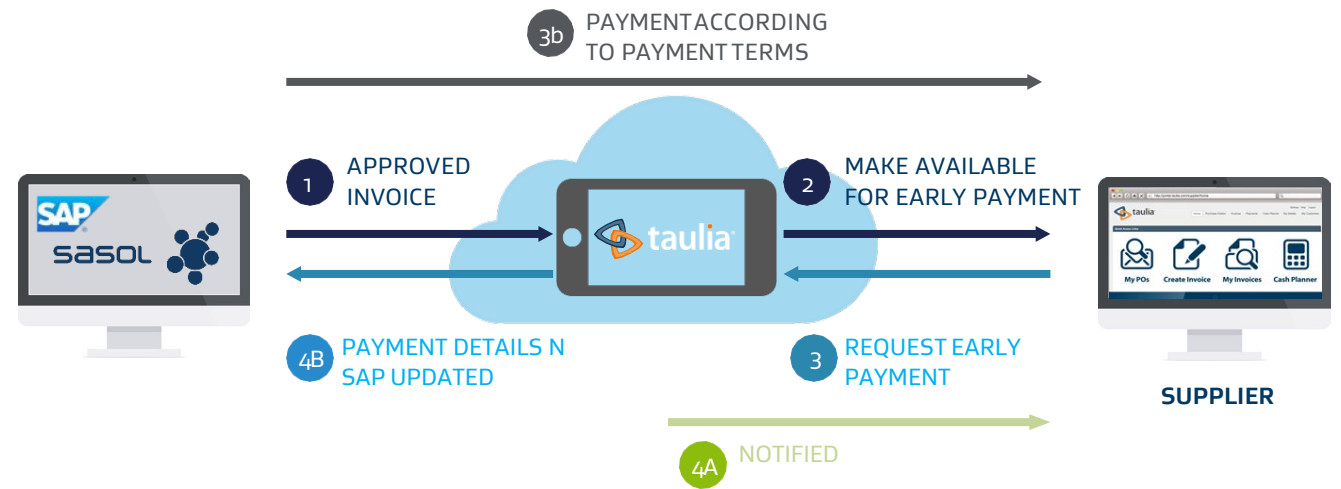 3b
PAYMENT ACCORDING
TO PAYMENT TERMS
1
APPROVED
INVOICE
2
MAKE AVAILABLE
FOR EARLY PAYMENT
SAP
sasol
taulia
taulia
My POs
Create Invoice
My Invoices
Cash Planner
4B
PAYMENT DETAILS N
SAP UPDATED
3
REQUEST EARLY
PAYMENT
SUPPLIER
4A
NOTIFIED